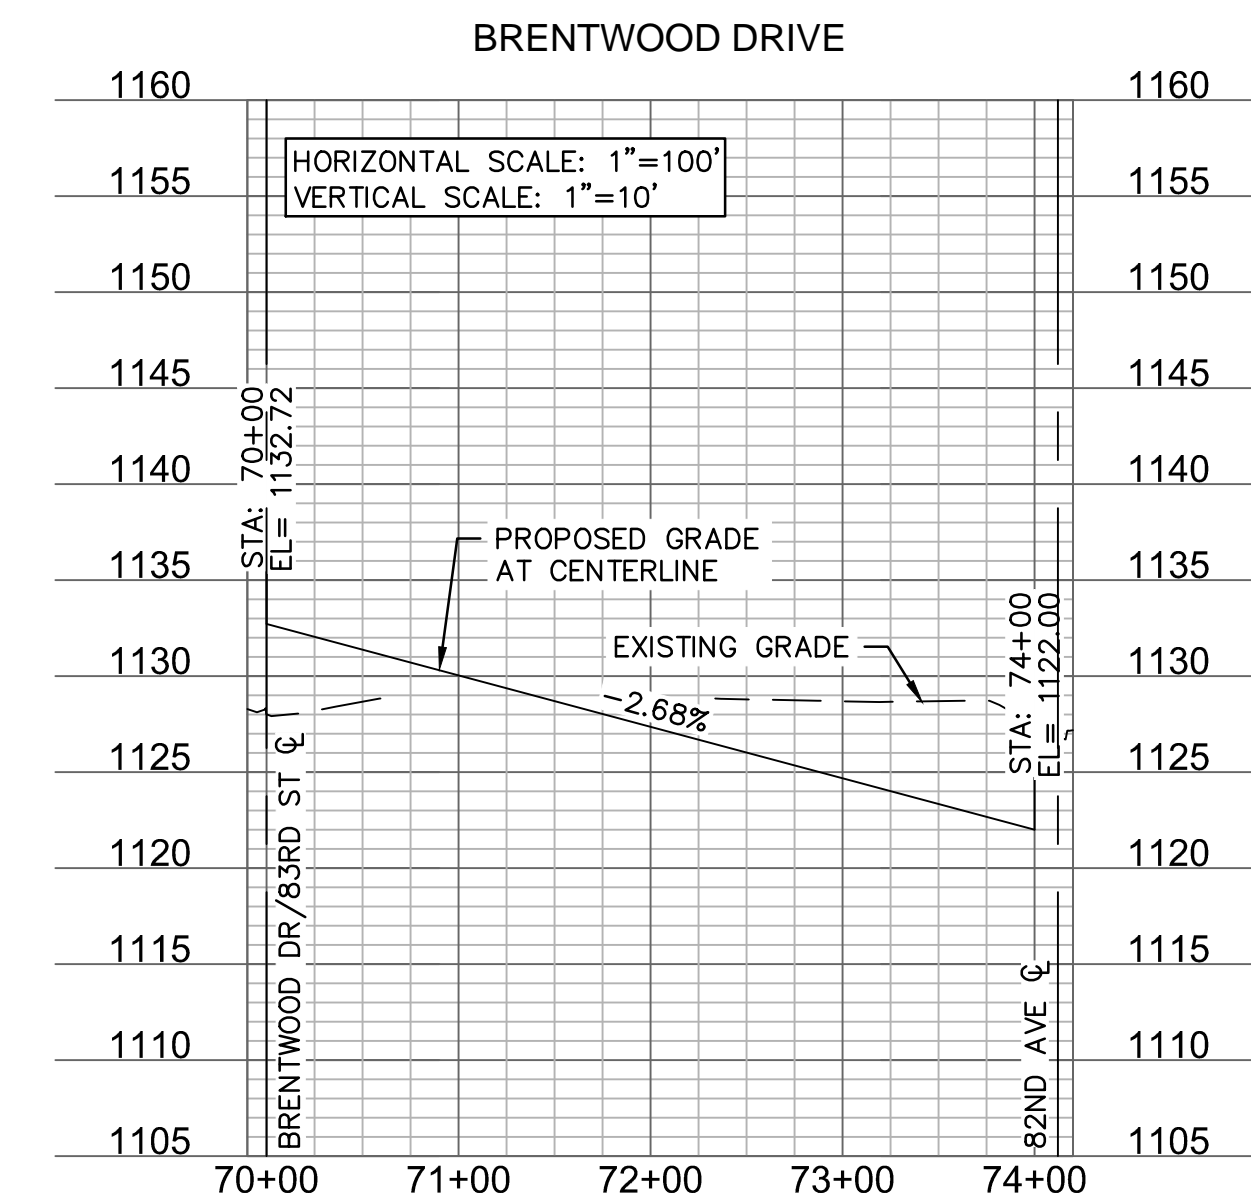 BRENTWOOD DRIVE
1160 1160
HORIZONTAL SCALE: 1"=100'
VERTICAL SCALE: 1"=10'
1155 1155
1150 1150
1145 1145
STA: 70+00
EL= 1132.72
1140 1140
PROPOSED GRADE
AT CENTERLINE
1135 1135
EXISTING GRADE
STA: 74+00
EL= 1122.00
1130 1130
-2.68%
1125 1125
BRENTWOOD DR/83RD ST ℄
1120 1120
1115 1115
82ND AVE ℄
1110 1110
1105 1105
70+00 71+00 72+00 73+00 74+00